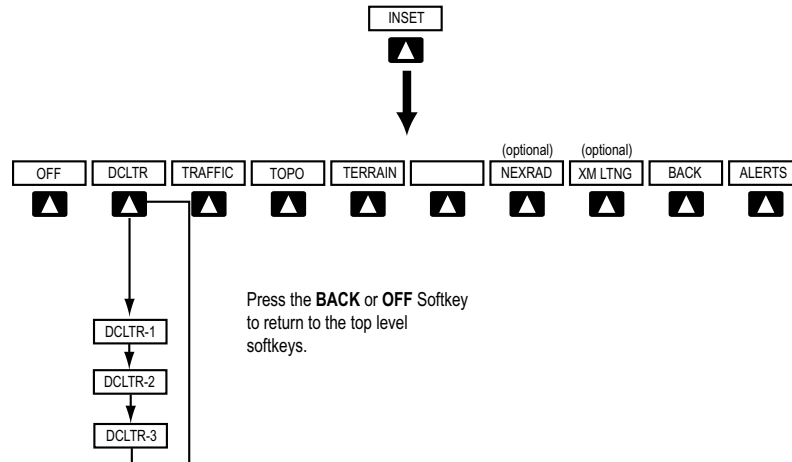 INSET
(optional) (optional)
OFF DCLTR TRAFFIC TOPO TERRAIN NEXRAD XM LTNG BACK ALERTS
Press the BACK or OFF Softkey
to return to the top level
softkeys.
DCLTR-1
DCLTR-2
DCLTR-3